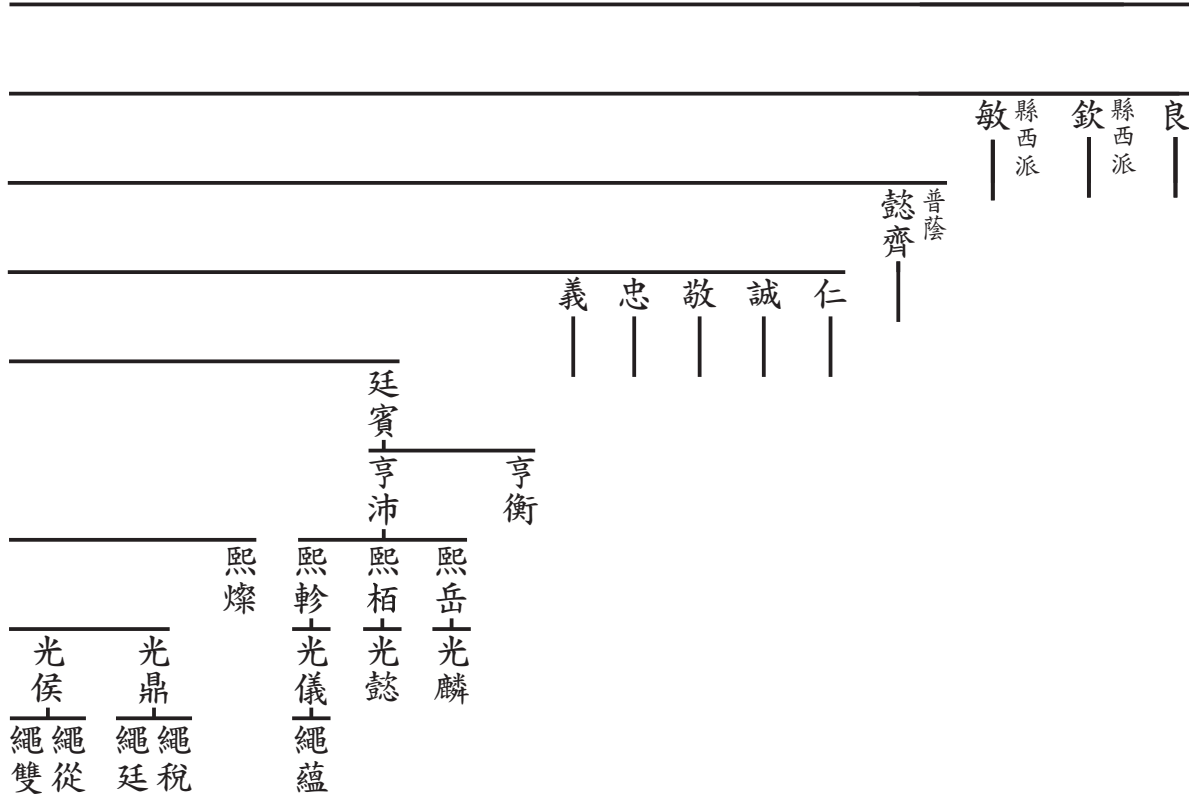 良
欽 縣西派
敏 縣西派
普蔭
懿齊
仁
誠
敬
忠
義
廷賓
亨衡
亨沛
熙岳
熙栢
熙軫
熙燦
光麟
光懿
光儀
光鼎
光侯
繩蘊
繩稅
繩廷
繩從
繩雙